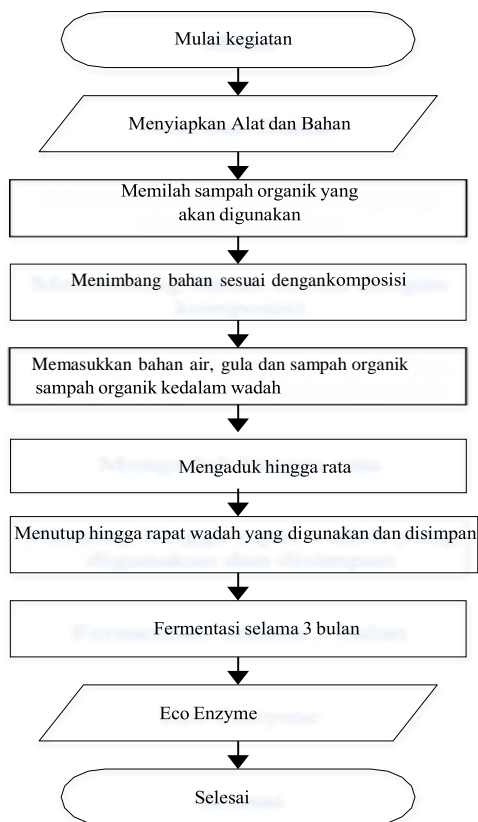 Mulai kegiatan
Menyiapkan Alat dan Bahan
Memilah sampah organik yang
akan digunakan
Menimbang bahan sesuai dengankomposisi
Memasukkan bahan air, gula dan sampah organik
sampah organik kedalam wadah
Mengaduk hingga rata
Menutup hingga rapat wadah yang digunakan dan disimpan
Fermentasi selama 3 bulan
Eco Enzyme
Selesai